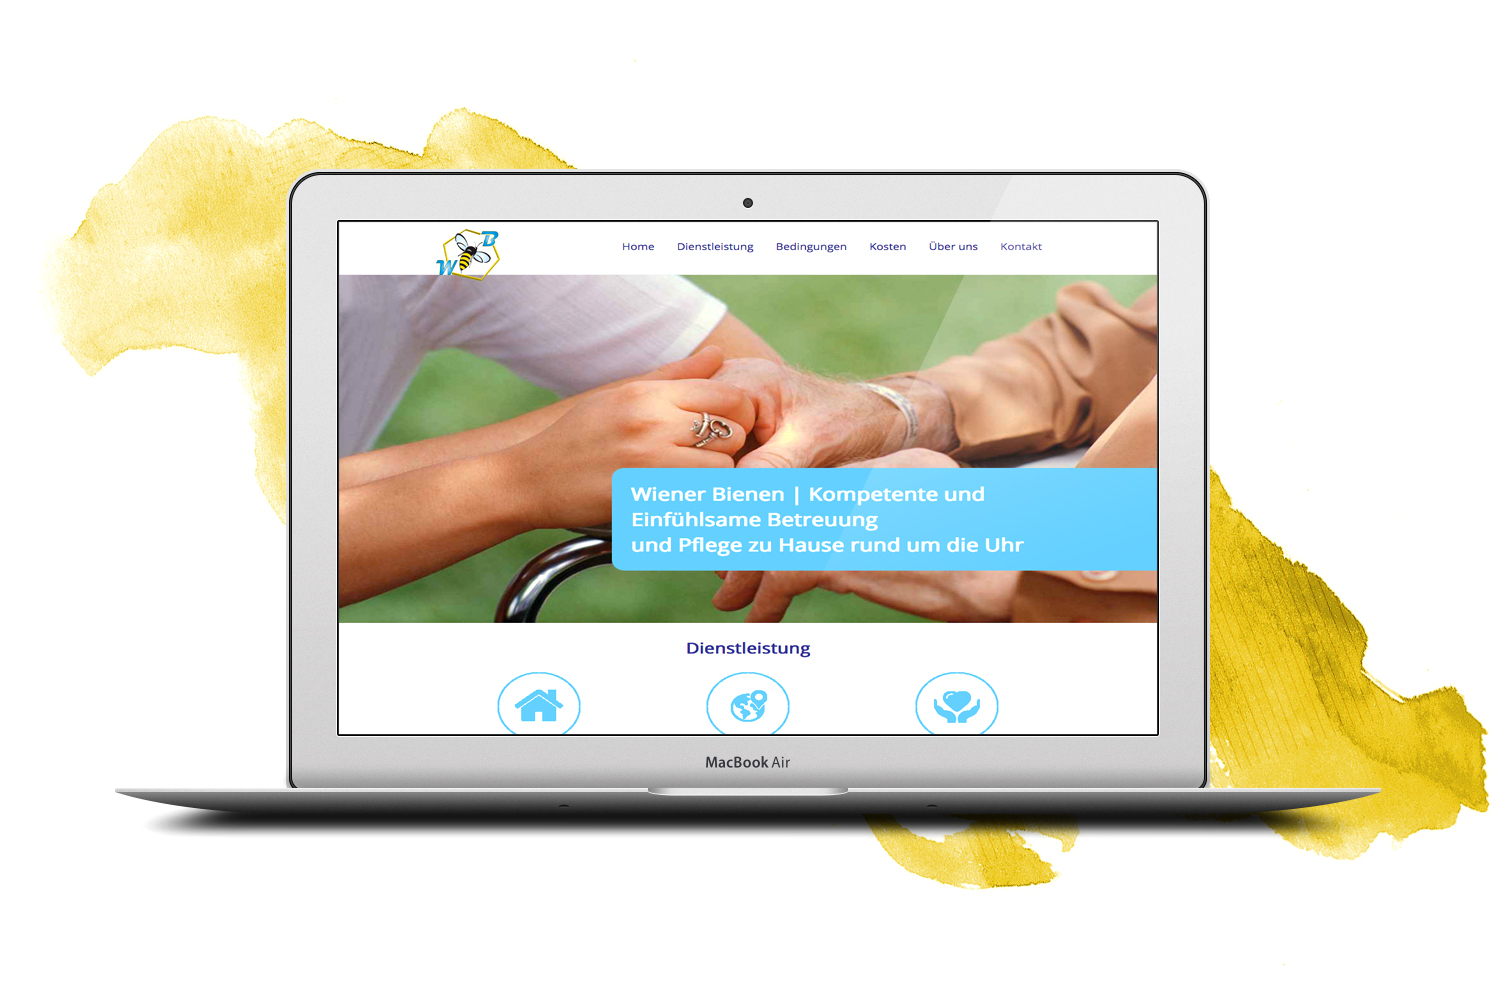 W B
Home Dienstleistung Bedingungen Kosten Über uns Kontakt
Wiener Bienen | Kompetente und
Einfühlsame Betreuung
und Pflege zu Hause rund um die Uhr
Dienstleistung
MacBook Air